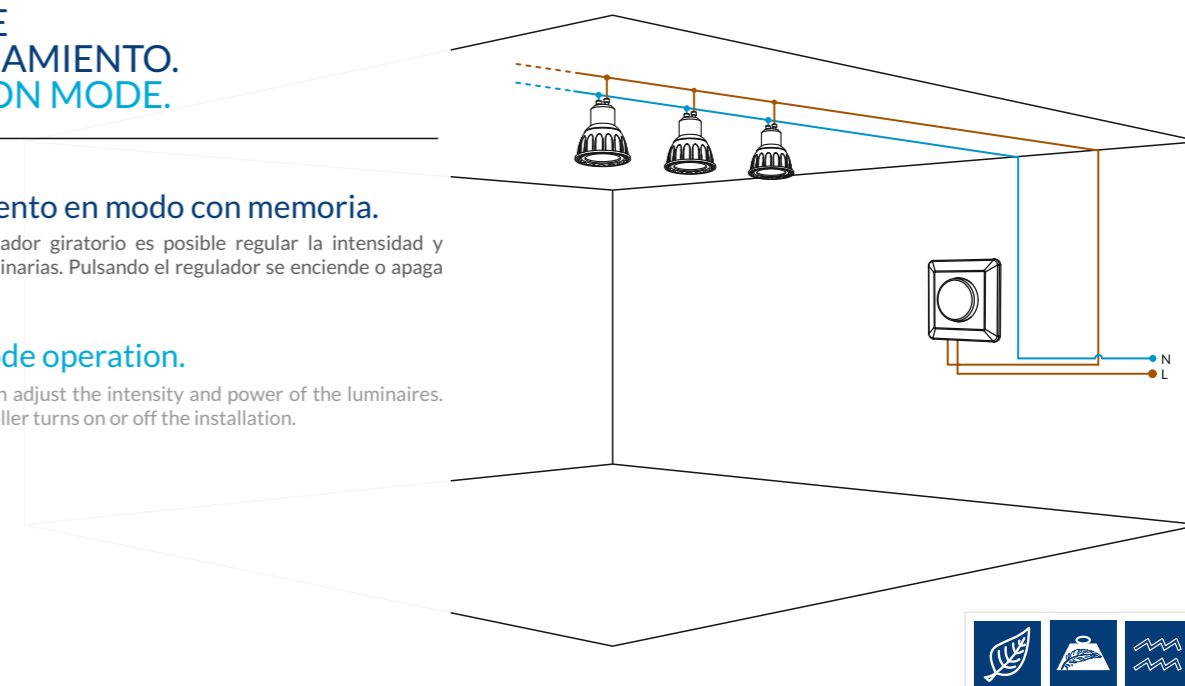 E
AMIENTO.
ON MODE.
ento en modo con memoria.
ador giratorio es posible regular la intensidad y
inarias. Pulsando el regulador se enciende o apaga
ode operation.
n adjust the intensity and power of the luminaires.
ller turns on or off the installation.
N
L